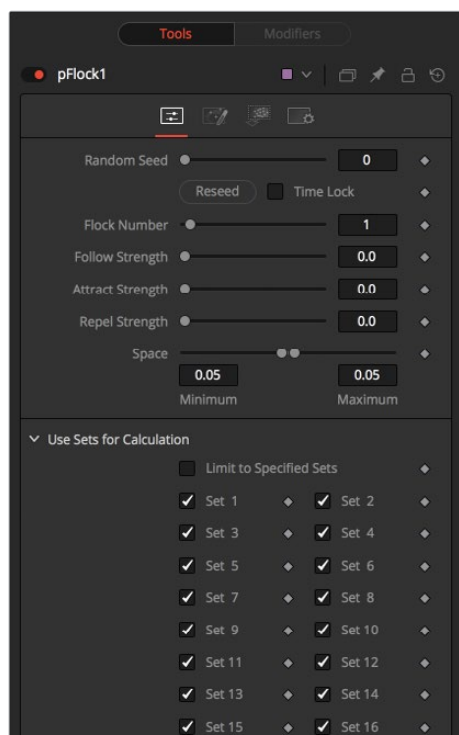 Tools Modifiers
pFlock1
Random Seed 0
Reseed Time Lock
Flock Number 1
Follow Strength 0.0
Attract Strength 0.0
Repel Strength 0.0
Space
0.05 0.05
Minimum Maximum
Use Sets for Calculation
Limit to Specified Sets
Set 1 Set 2
Set 3 Set 4
Set 5 Set 6
Set 7 Set 8
Set 9 Set 10
Set 11 Set 12
Set 13 Set 14
Set 15 Set 16